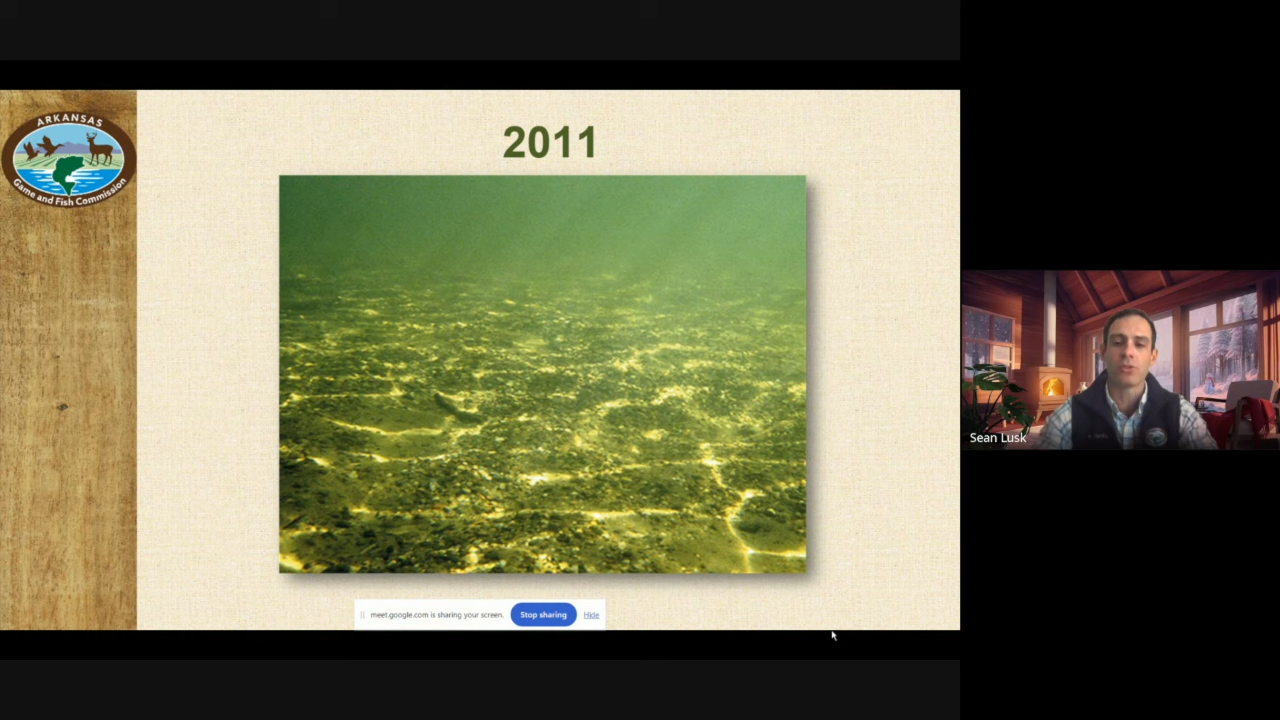 ARKANSAS
Game and Fish Commission
2011
meet.google.com is sharing your screen. Stop sharing Hide
Sean Lusk